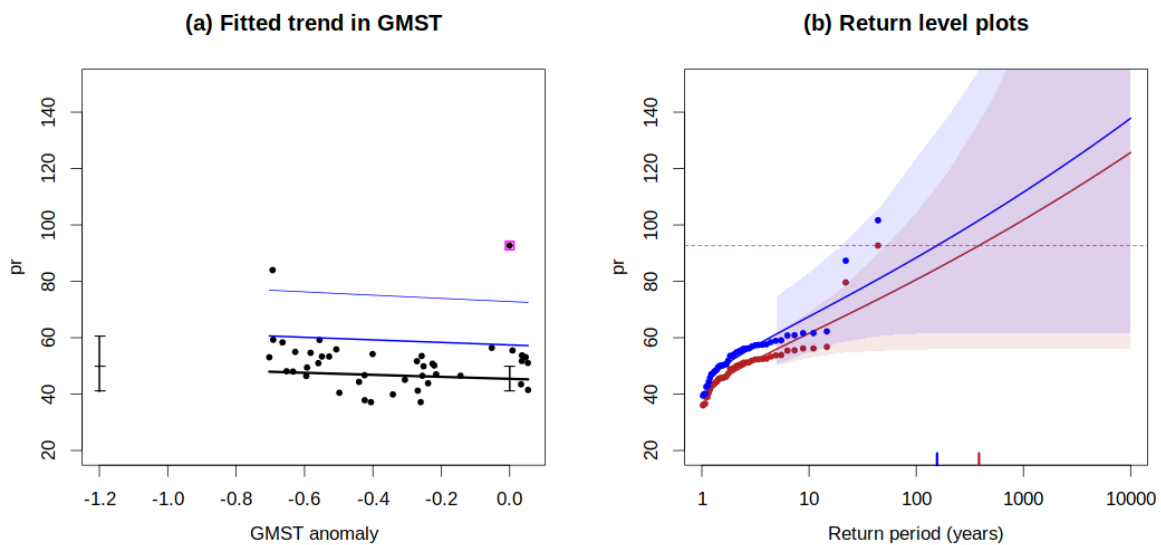 (a) Fitted trend in GMST
pr
140
120
100
80
60
40
20
-1.2 -1.0 -0.8 -0.6 -0.4 -0.2 0.0
GMST anomaly
(b) Return level plots
pr
140
120
100
80
60
40
20
1 10 100 1000 10000
Return period (years)